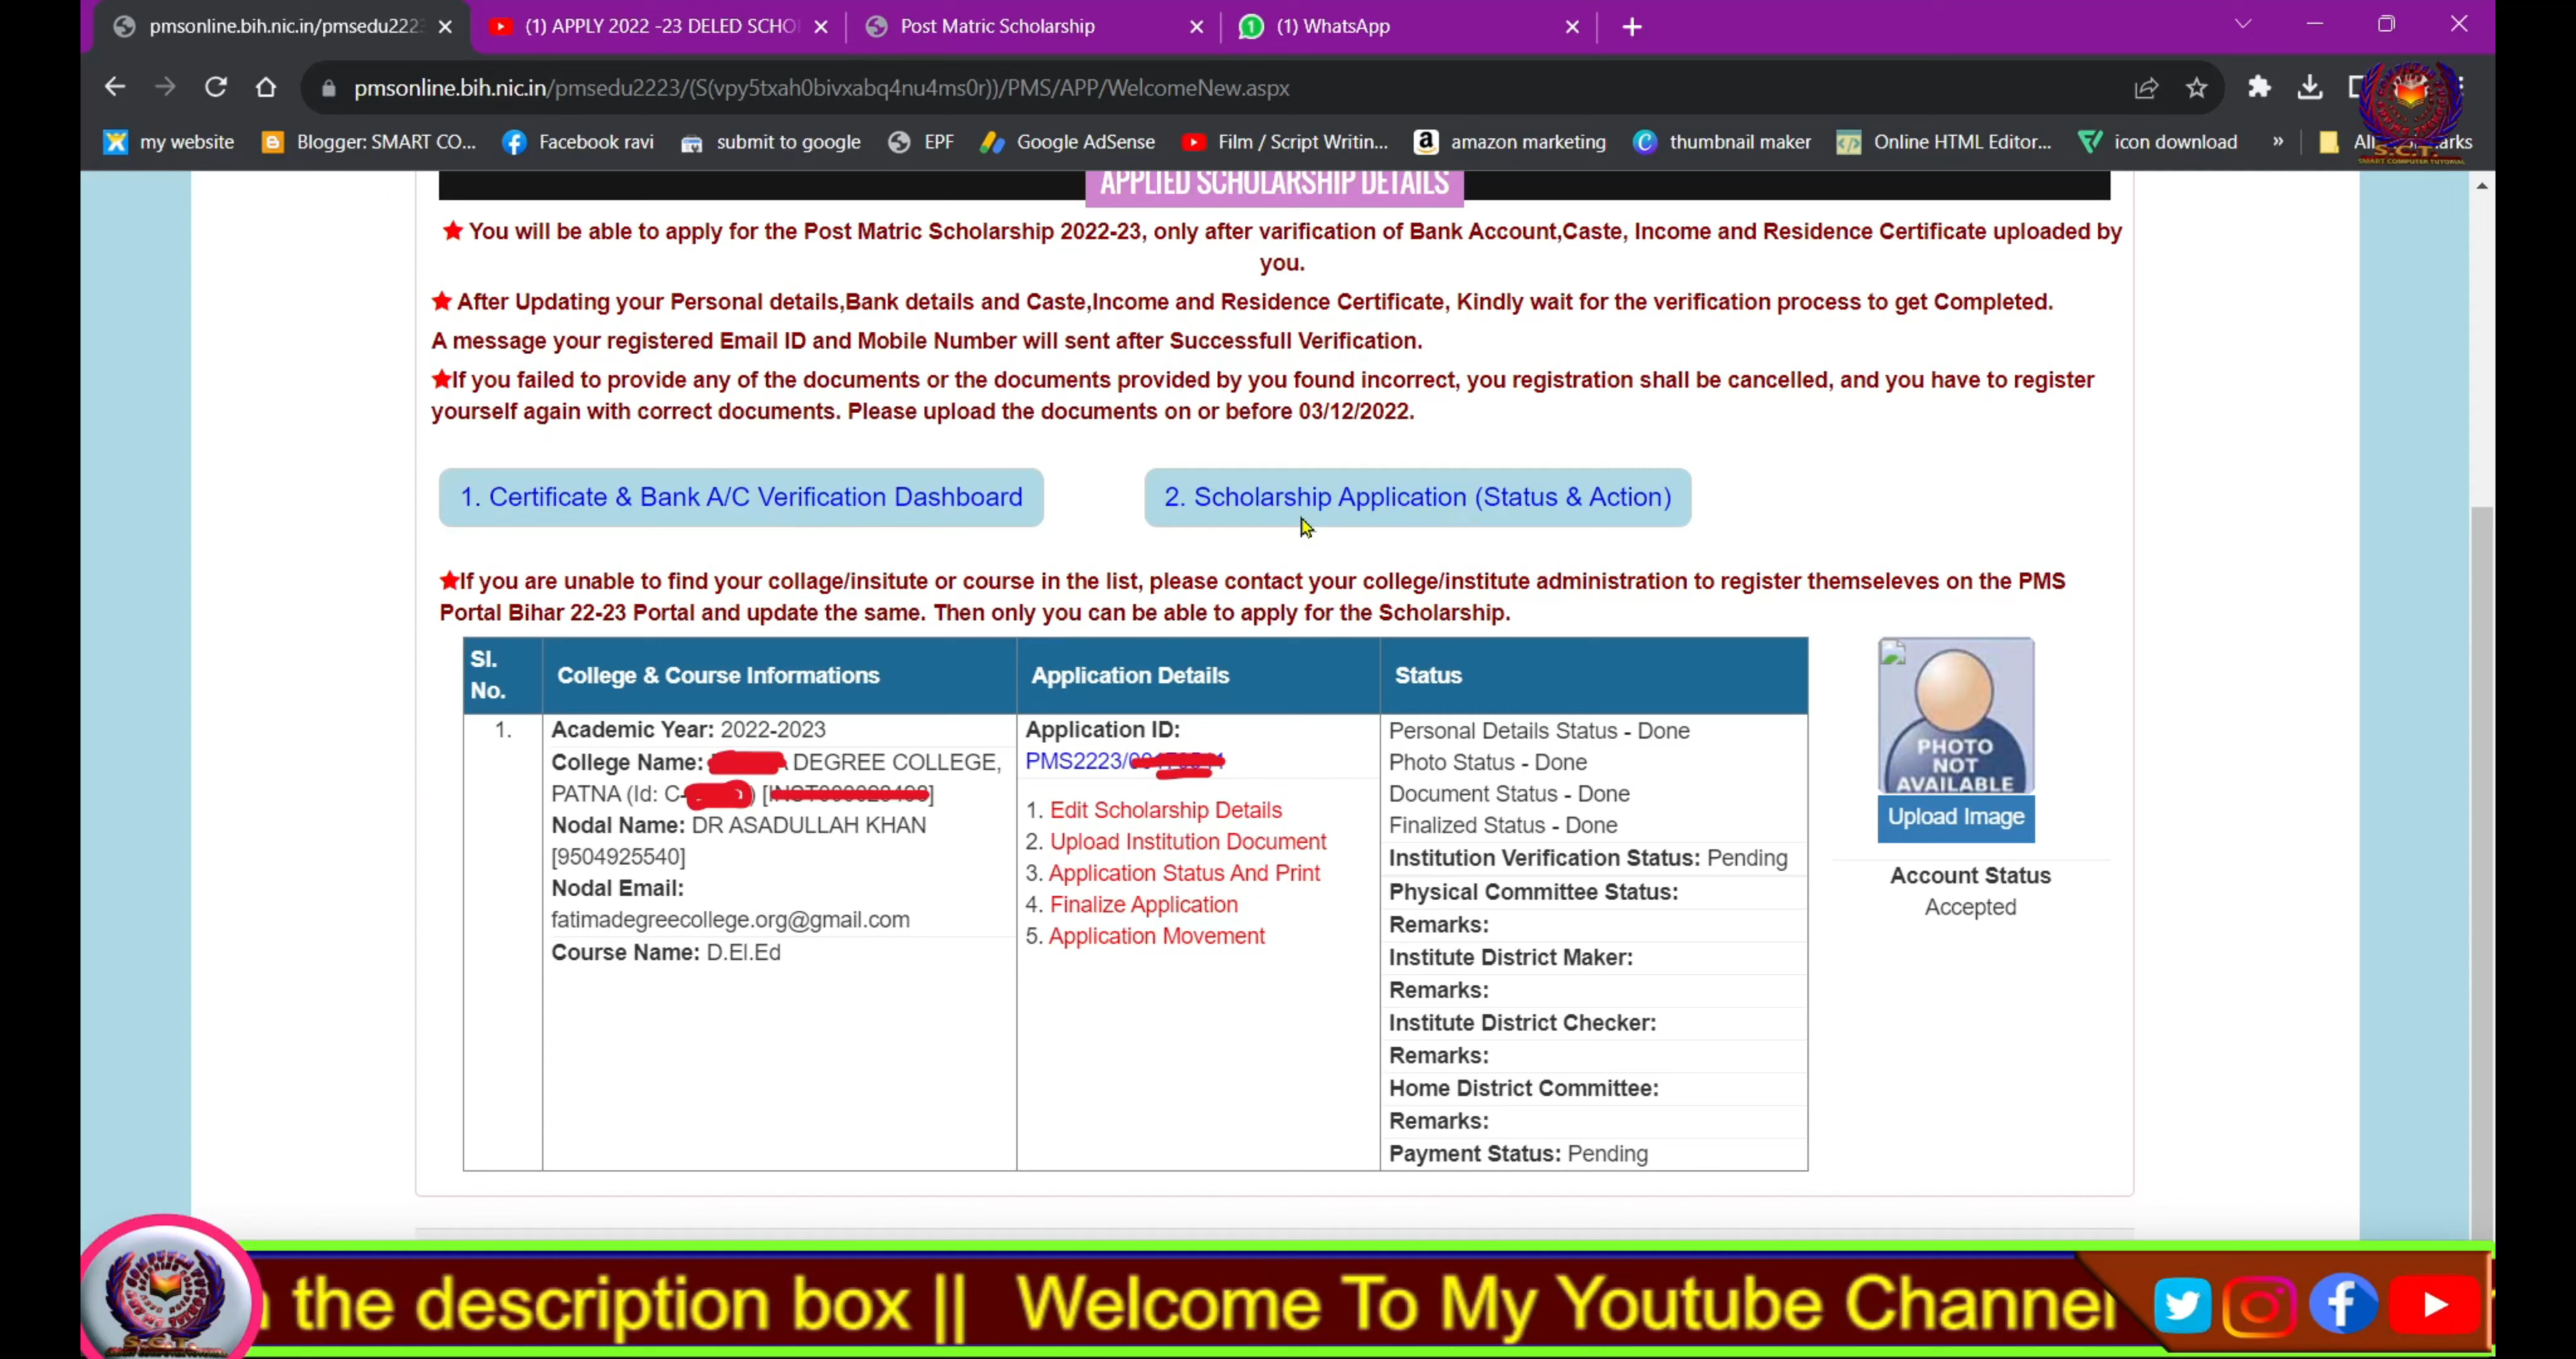 pmsonline.bih.nic.in/pmsedu222
(1) APPLY 2022 -23 DELED SCHO
Post Matric Scholarship
(1) WhatsApp
pmsonline.bih.nic.in/pmsedu2223/(S(vpy5txah0bivxabq4nu4ms0r))/PMS/APP/WelcomeNew.aspx
my website
Blogger: SMART CO...
Facebook ravi
submit to google
EPF
Google AdSense
Film / Script Writin...
amazon marketing
thumbnail maker
Online HTML Editor...
icon download
»
All
arks
S.C.T.
SMART COMPUTER TUTORIAL
APPLIED SCHOLARSHIP DETAILS
You will be able to apply for the Post Matric Scholarship 2022-23, only after varification of Bank Account,Caste, Income and Residence Certificate uploaded by
you.
After Updating your Personal details,Bank details and Caste,Income and Residence Certificate, Kindly wait for the verification process to get Completed.
A message your registered Email ID and Mobile Number will sent after Successfull Verification.
If you failed to provide any of the documents or the documents provided by you found incorrect, you registration shall be cancelled, and you have to register
yourself again with correct documents. Please upload the documents on or before 03/12/2022.
1. Certificate & Bank A/C Verification Dashboard
2. Scholarship Application (Status & Action)
If you are unable to find your collage/insitute or course in the list, please contact your college/institute administration to register themseleves on the PMS
Portal Bihar 22-23 Portal and update the same. Then only you can be able to apply for the Scholarship.
Sl.
No.
College & Course Informations
Application Details
Status
1.
Academic Year: 2022-2023
College Name: DEGREE COLLEGE,
PATNA (Id: C- ) [ ]
Nodal Name: DR ASADULLAH KHAN
[9504925540]
Nodal Email:
fatimadegreecollege.org@gmail.com
Course Name: D.El.Ed
Application ID:
PMS2223/
1. Edit Scholarship Details
2. Upload Institution Document
3. Application Status And Print
4. Finalize Application
5. Application Movement
Personal Details Status - Done
Photo Status - Done
Document Status - Done
Finalized Status - Done
Institution Verification Status: Pending
Physical Committee Status:
Remarks:
Institute District Maker:
Remarks:
Institute District Checker:
Remarks:
Home District Committee:
Remarks:
Payment Status: Pending
PHOTO
NOT
AVAILABLE
Upload Image
Account Status
Accepted
S.C.T.
the description box || Welcome To My Youtube Channel